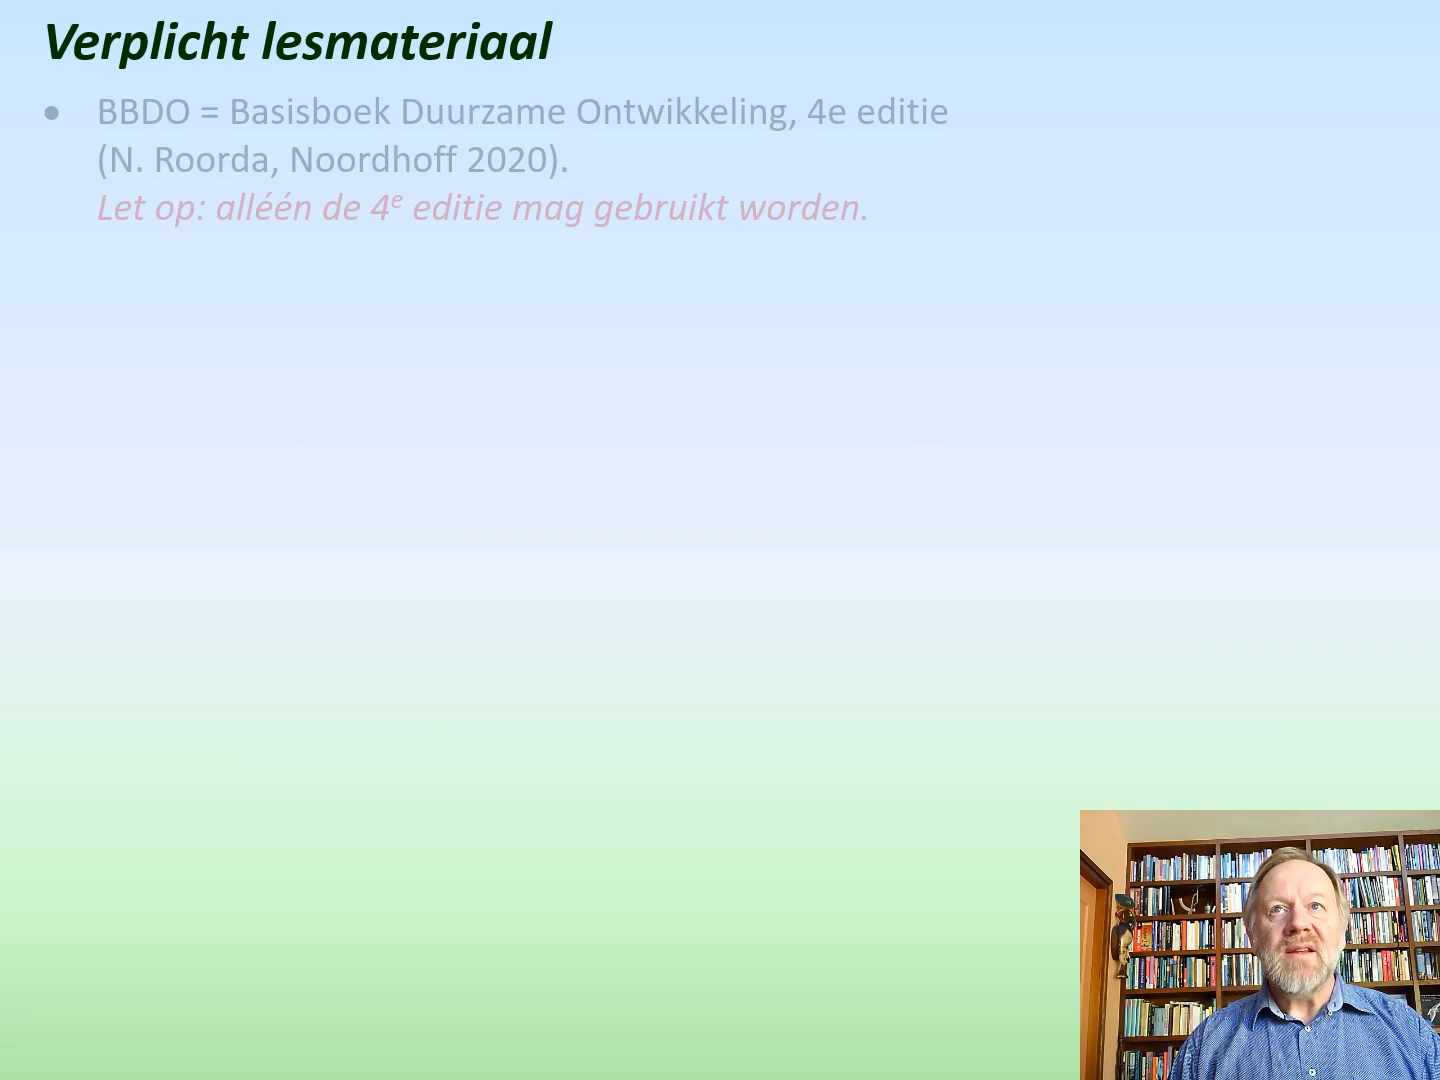 Verplicht lesmateriaal
• BBDO = Basisboek Duurzame Ontwikkeling, 4e editie
(N. Roorda, Noordhoff 2020).
Let op: alléén de 4e editie mag gebruikt worden.